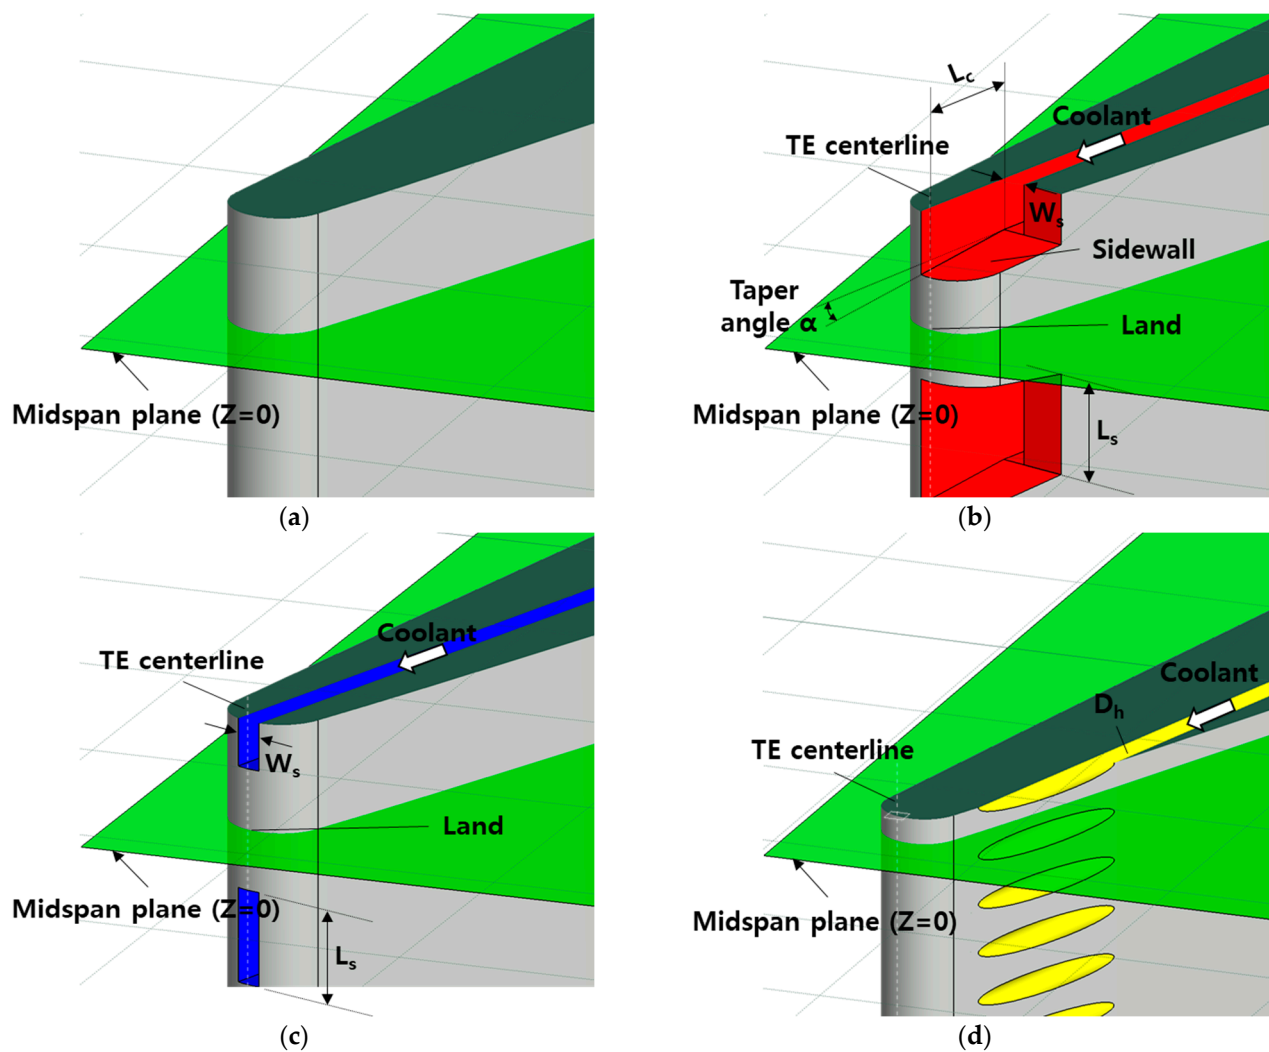 Midspan plane (Z=0)
(a)
Lc
Coolant
TE centerline
Ws
Sidewall
Taper
angle α
Land
Midspan plane (Z=0)
Ls
(b)
Coolant
TE centerline
Ws
Land
Midspan plane (Z=0)
Ls
(c)
Coolant
Dh
TE centerline
Midspan plane (Z=0)
(d)